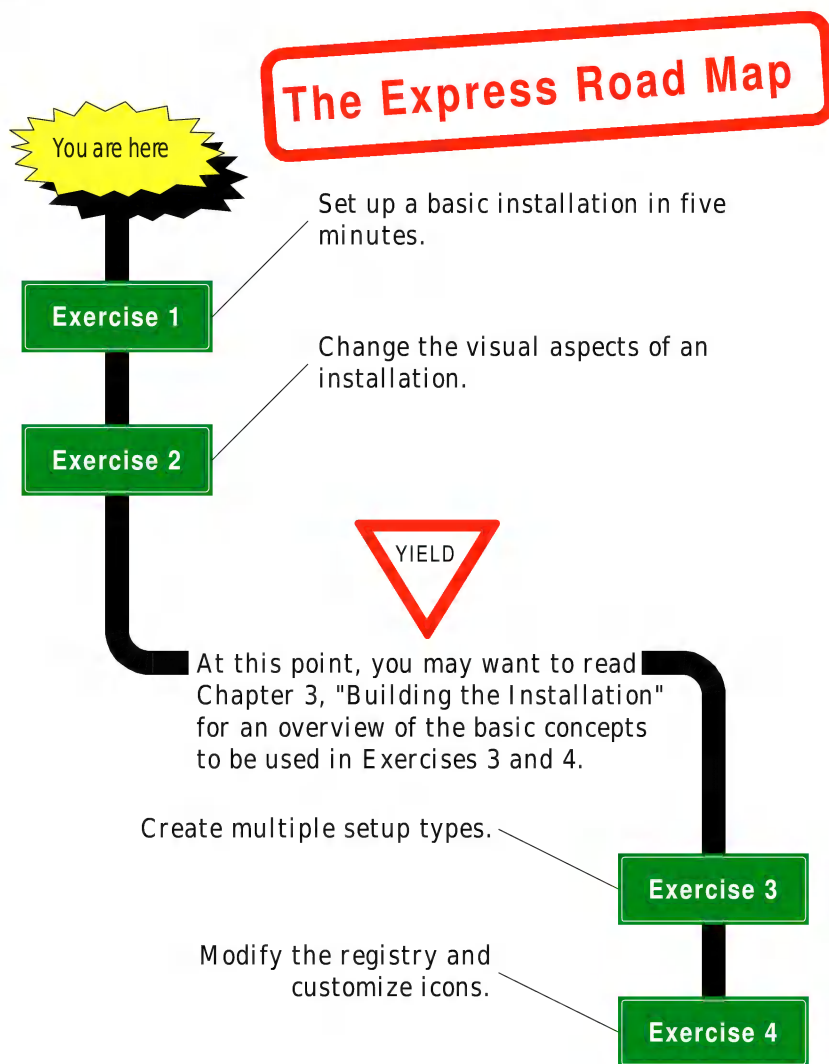 The Express Road Map
You are here
Set up a basic installation in five
minutes.
Exercise 1
Change the visual aspects of an
installation.
Exercise 2
YIELD
At this point, you may want to read
Chapter 3, "Building the Installation"
for an overview of the basic concepts
to be used in Exercises 3 and 4.
Create multiple setup types.
Exercise 3
Modify the registry and
customize icons.
Exercise 4